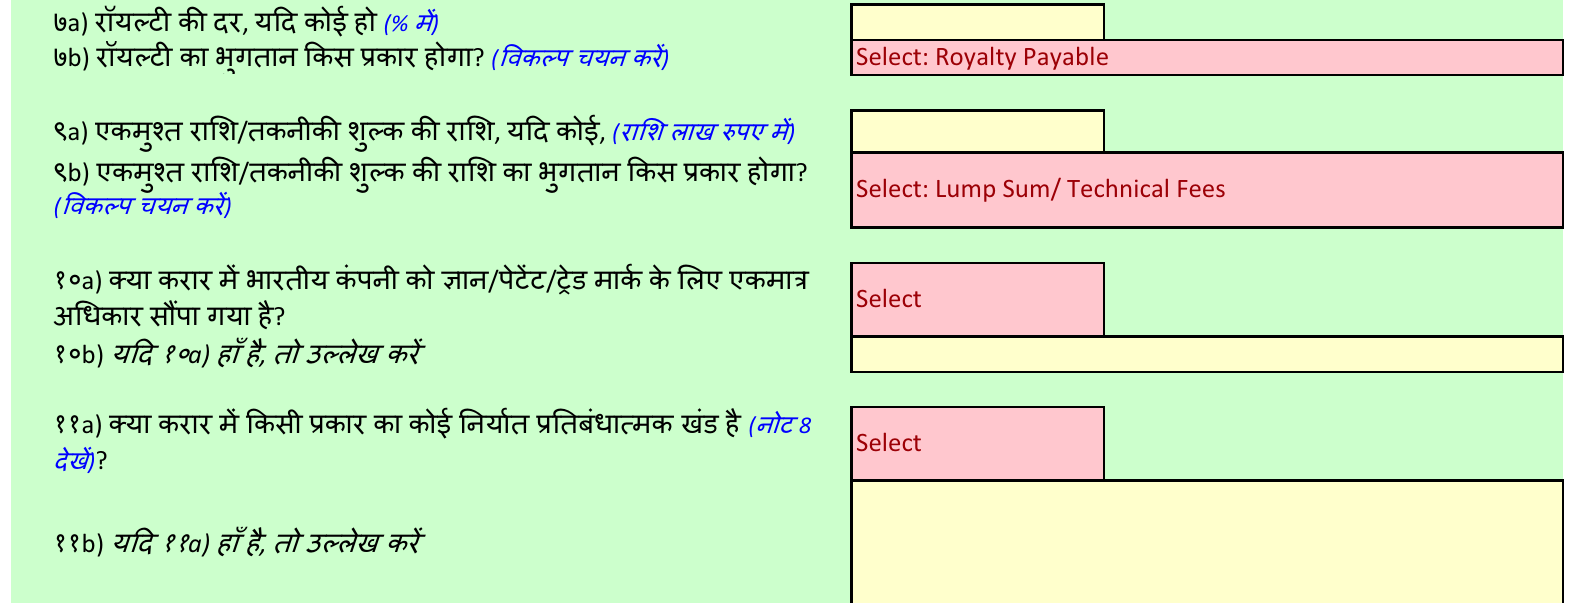 ७a) रॉयल्टी की दर, यदि कोई हो (% में)
७b) रॉयल्टी का भुगतान किस प्रकार होगा? (विकल्प चयन करें)
Select: Royalty Payable
९a) एकमुश्त राशि/तकनीकी शुल्क की राशि, यदि कोई, (राशि लाख रुपए में)
९b) एकमुश्त राशि/तकनीकी शुल्क की राशि का भुगतान किस प्रकार होगा?
(विकल्प चयन करें)
Select: Lump Sum/ Technical Fees
१०a) क्या करार में भारतीय कंपनी को ज्ञान/पेटेंट/ट्रेड मार्क के लिए एकमात्र
अधिकार सौंपा गया है?
Select
१०b) यदि १०a) हाँ है, तो उल्लेख करें
११a) क्या करार में किसी प्रकार का कोई निर्यात प्रतिबंधात्मक खंड है (नोट 8
देखें)?
Select
११b) यदि ११a) हाँ है, तो उल्लेख करें